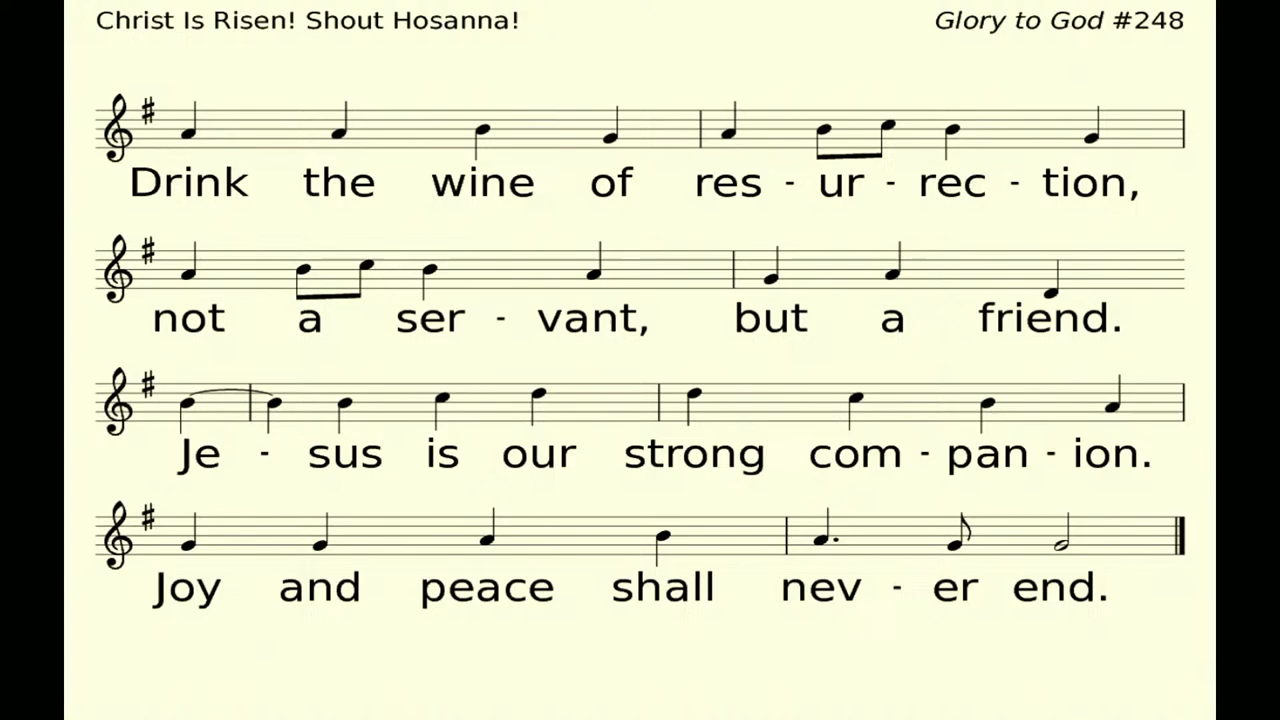 Christ Is Risen! Shout Hosanna! Glory to God #248
Drink the wine of res - ur - rec - tion,
not a ser - vant, but a friend.
Je - sus is our strong com - pan - ion.
Joy and peace shall nev - er end.